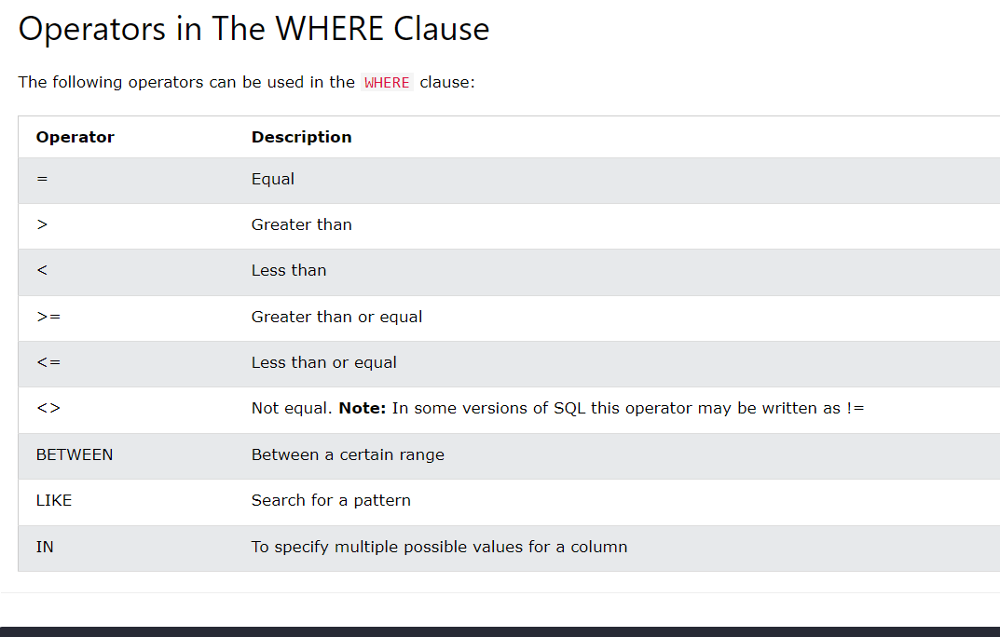 Operators in The WHERE Clause
The following operators can be used in the WHERE clause:
Operator Description
= Equal
> Greater than
< Less than
>= Greater than or equal
<= Less than or equal
<> Not equal. Note: In some versions of SQL this operator may be written as !=
BETWEEN Between a certain range
LIKE Search for a pattern
IN To specify multiple possible values for a column